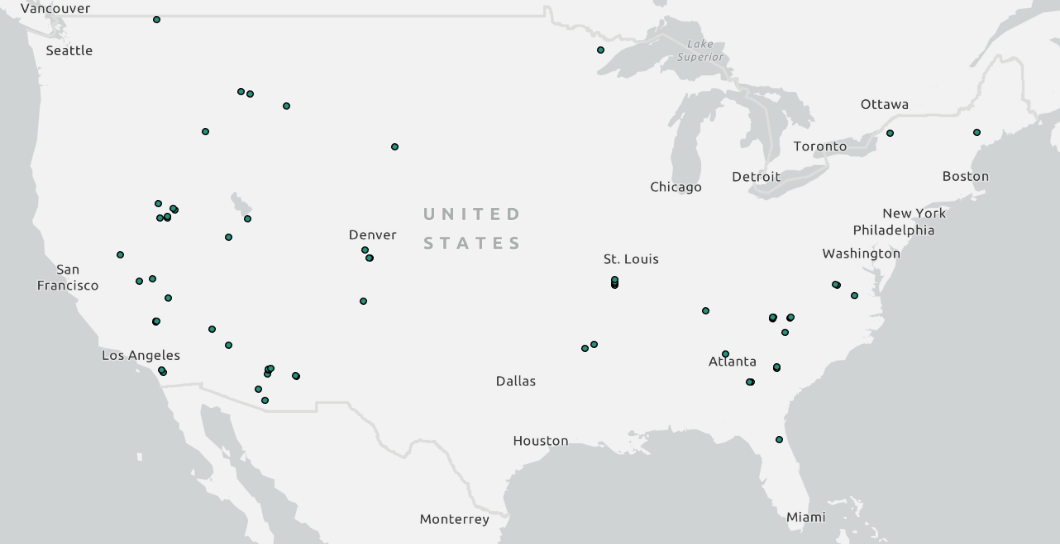 Vancouver
Seattle
Lake
Superior
Ottawa
Toronto
Boston
Chicago
Detroit
UNITED
STATES
New York
Philadelphia
Denver
Washington
St. Louis
San
Francisco
Los Angeles
Atlanta
Dallas
Houston
Monterrey
Miami